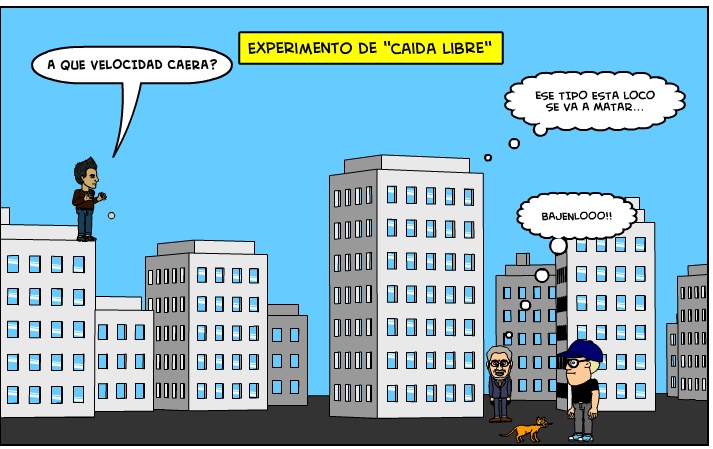 EXPERIMENTO DE "CAIDA LIBRE"
A QUE VELOCIDAD CAERA?
ESE TIPO ESTA LOCO
SE VA A MATAR...
BAJENLOOO!!